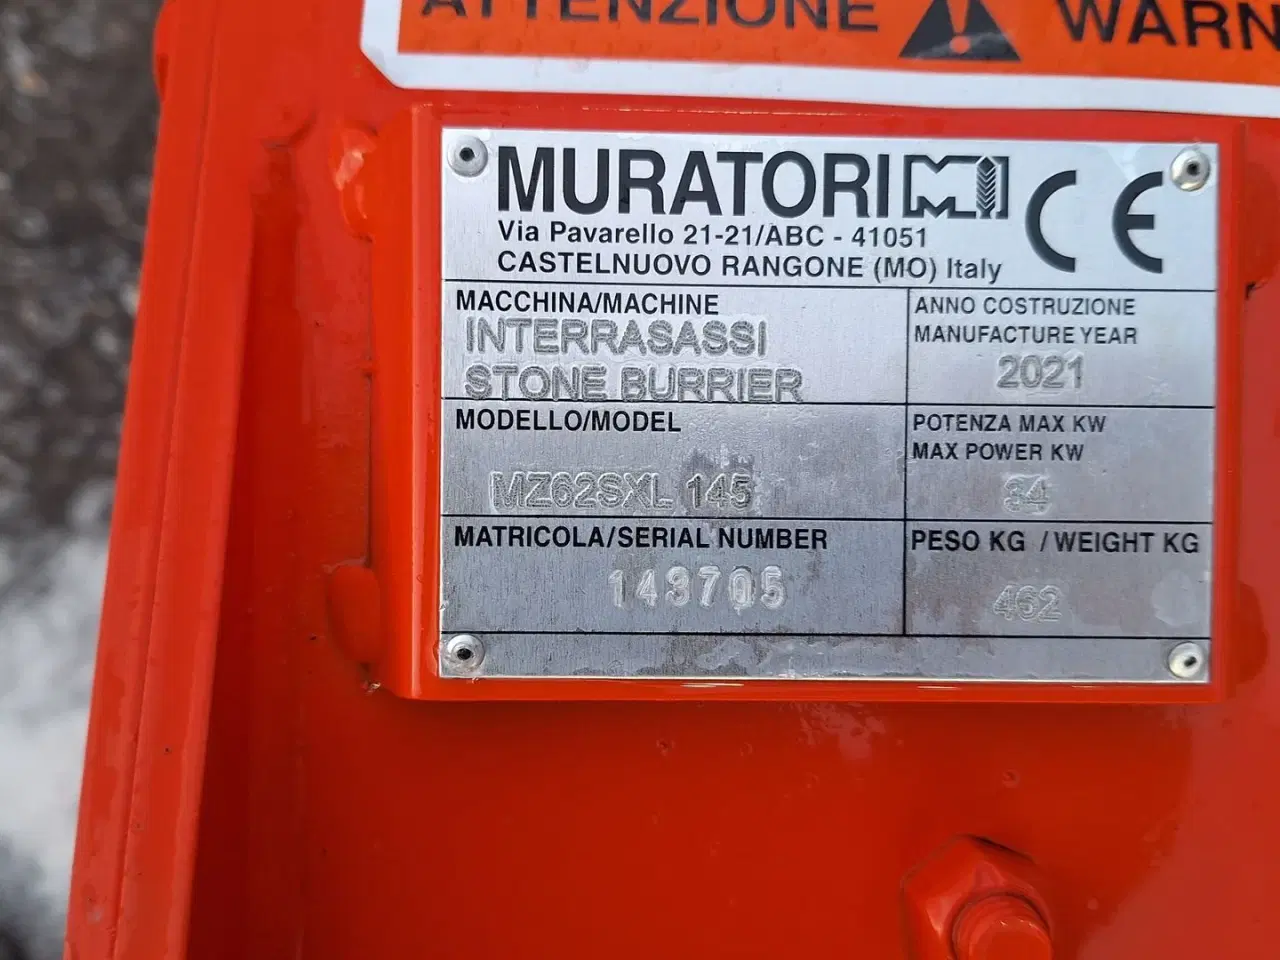 ATTENZIONE WARN
MURATORI
Via Pavarello 21-21/ABC - 41051
CASTELNUOVO RANGONE (MO) Italy
CE
MACCHINA/MACHINE
INTERRASASSI
STONE BURRIER
ANNO COSTRUZIONE
MANUFACTURE YEAR
2021
MODELLO/MODEL
MZ62SXL 145
POTENZA MAX KW
MAX POWER KW
34
MATRICOLA/SERIAL NUMBER
143705
PESO KG / WEIGHT KG
462